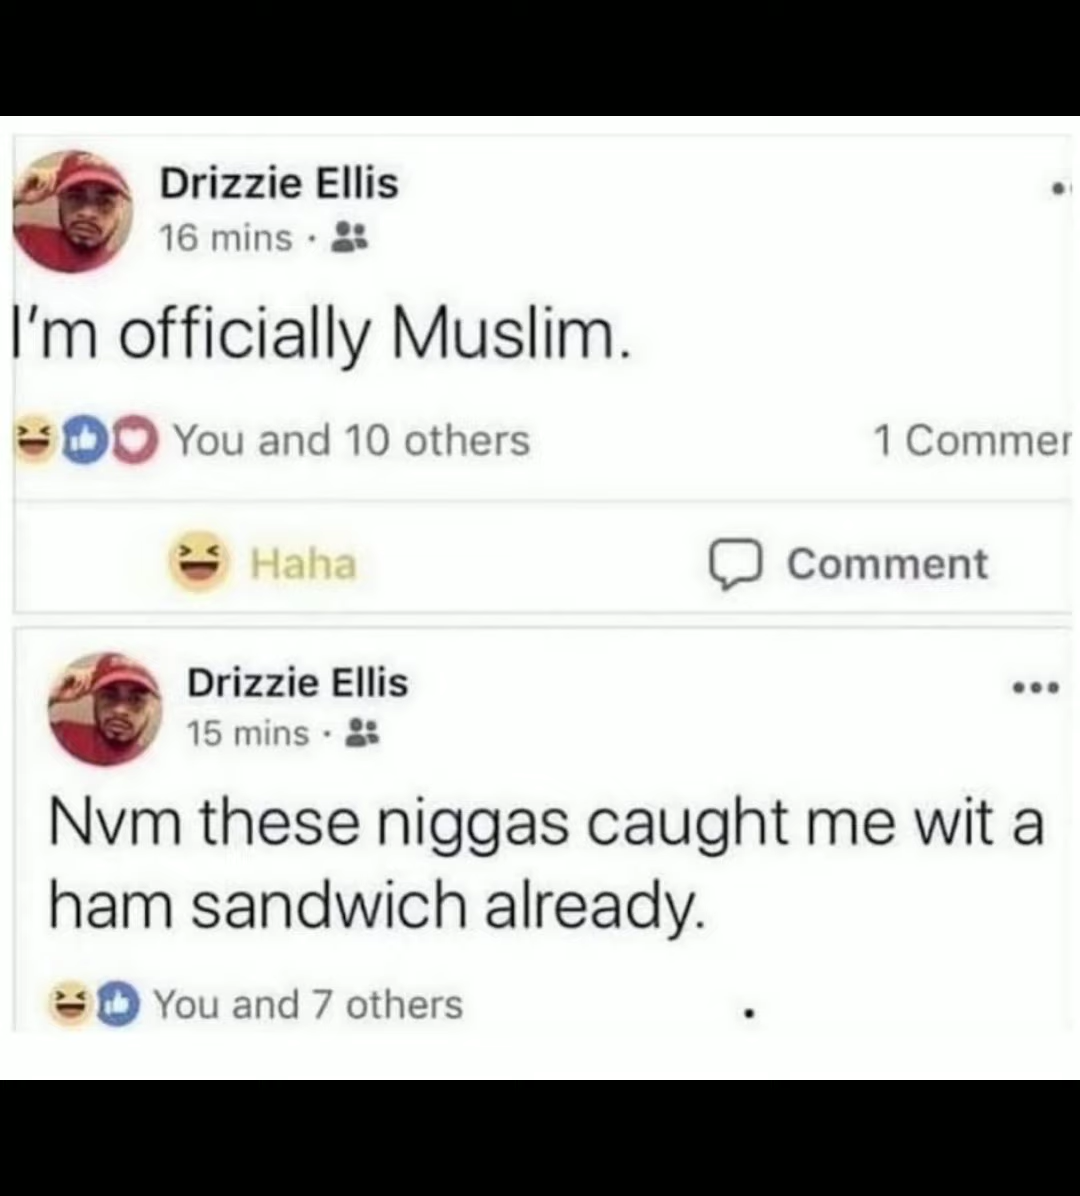 Drizzie Ellis
16 mins ·
I'm officially Muslim.
You and 10 others 1 Commen
Haha Comment
Drizzie Ellis
15 mins ·
Nvm these niggas caught me wit a
ham sandwich already.
You and 7 others